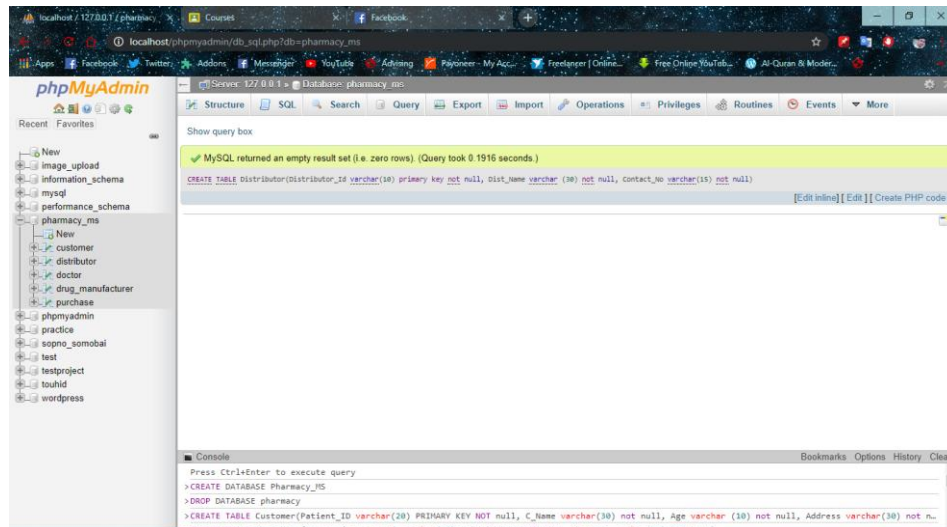 localhost / 127.0.0.1 / pharmacy
Courses
Facebook
localhost/phpmyadmin/db_sql.php?db=pharmacy_ms
Apps Facebook Twitter Addons Messenger YouTube Advising Payoneer - My Acc... Freelancer | Online... Free Online YouTub... Al-Quran & Moder...
phpMyAdmin
Recent Favorites
New
image_upload
information_schema
mysql
performance_schema
pharmacy_ms
New
customer
distributor
doctor
drug_manufacturer
purchase
phpmyadmin
practice
sopno_somobai
test
testproject
touhid
wordpress
Server: 127.0.0.1 » Database: pharmacy_ms
Structure SQL Search Query Export Import Operations Privileges Routines Events More
Show query box
MySQL returned an empty result set (i.e. zero rows). (Query took 0.1916 seconds.)
CREATE TABLE Distributor(Distributor_Id varchar(10) primary key not null, Dist_Name varchar (30) not null, Contact_No varchar(15) not null)
[Edit inline] [ Edit ] [ Create PHP code
Console
Bookmarks Options History Clea
Press Ctrl+Enter to execute query
>CREATE DATABASE Pharmacy_MS
>DROP DATABASE pharmacy
>CREATE TABLE Customer(Patient_ID varchar(20) PRIMARY KEY NOT null, C_Name varchar(30) not null, Age varchar (10) not null, Address varchar(30) not n…